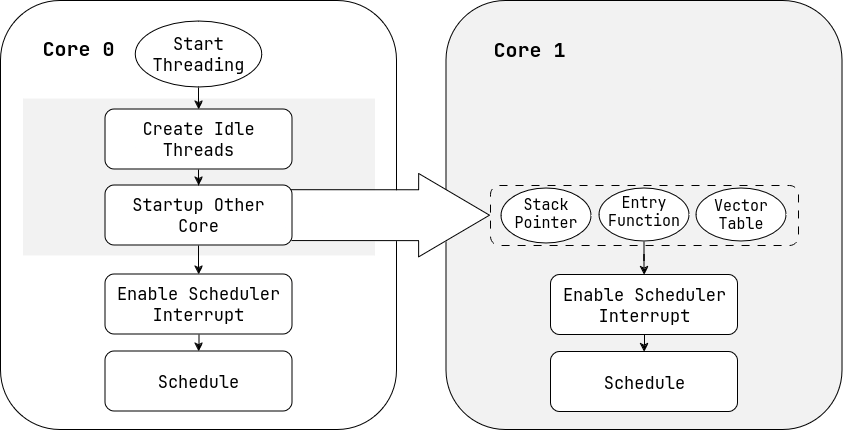 Core 0
Start
Threading
Create Idle
Threads
Startup Other
Core
Enable Scheduler
Interrupt
Schedule
Core 1
Stack
Pointer
Entry
Function
Vector
Table
Enable Scheduler
Interrupt
Schedule